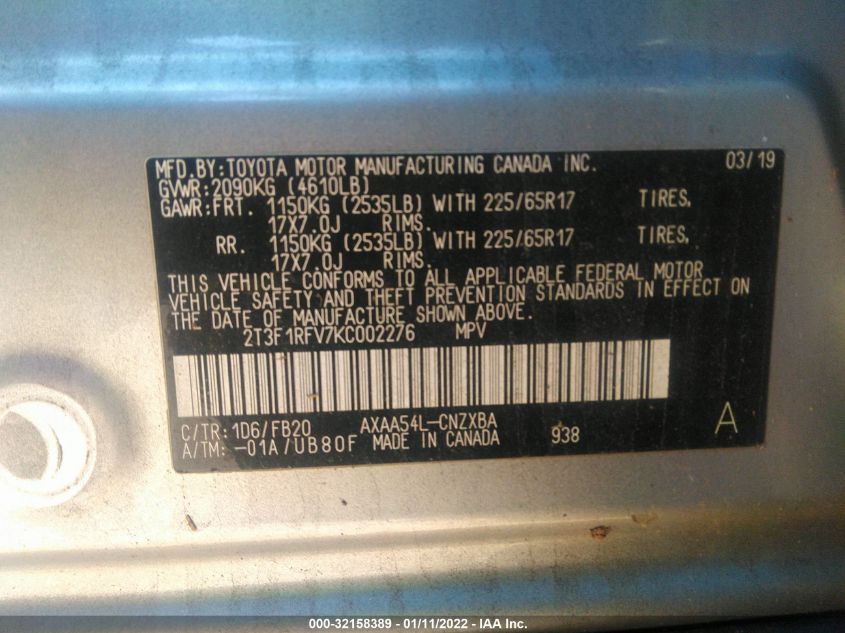 MFD.BY:TOYOTA MOTOR MANUFACTURING CANADA INC. 03/19
GVWR:2090KG (4610LB)
GAWR:FRT. 1150KG (2535LB) WITH 225/65R17 TIRES,
17X7.0J RIMS.
RR. 1150KG (2535LB) WITH 225/65R17 TIRES,
17X7.0J RIMS.
THIS VEHICLE CONFORMS TO ALL APPLICABLE FEDERAL MOTOR
VEHICLE SAFETY AND THEFT PREVENTION STANDARDS IN EFFECT ON
THE DATE OF MANUFACTURE SHOWN ABOVE.
2T3F1RFV7KC002276 MPV
C/TR:1D6/FB20 AXAA54L-CNZXBA A
A/TM:-01A/UB80F MADE IN CANADA 938
000-32158389 - 01/11/2022 - IAAI Inc.